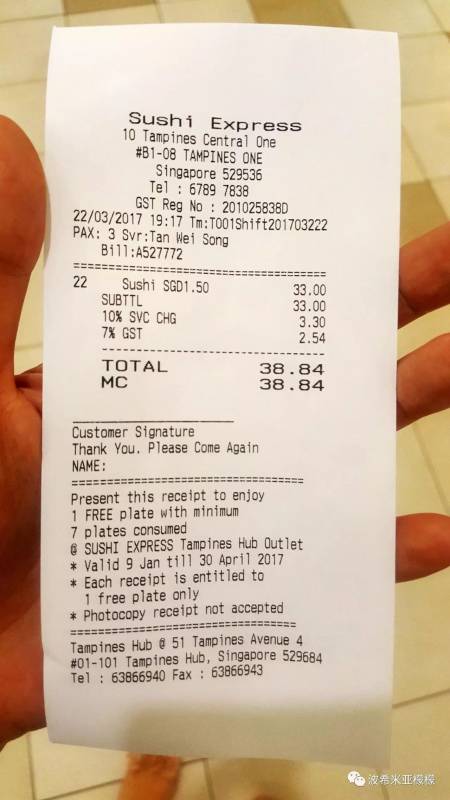 Sushi Express
10 Tampines Central One
#B1-08 TAMPINES ONE
Singapore 529536
Tel : 6789 7838
GST Reg No : 201025838D
22/03/2017 19:17 Tm:T001Shift201703222
PAX: 3 Svr:Tan Wei Song
Bill:A527772
====================================
22 Sushi SGD1.50 33.00
SUBTTL 33.00
10% SVC CHG 3.30
7% GST 2.54
--------------------------------
TOTAL 38.84
MC 38.84
Customer Signature
Thank You. Please Come Again
NAME:
=================================
Present this receipt to enjoy
1 FREE plate with minimum
7 plates consumed
@ SUSHI EXPRESS Tampines Hub Outlet
* Valid 9 Jan till 30 April 2017
* Each receipt is entitled to
1 free plate only
* Photocopy receipt not accepted
================================
Tampines Hub @ 51 Tampines Avenue 4
#01-101 Tampines Hub, Singapore 529684
Tel : 63866940 Fax : 63866943
波希米亚檬檬